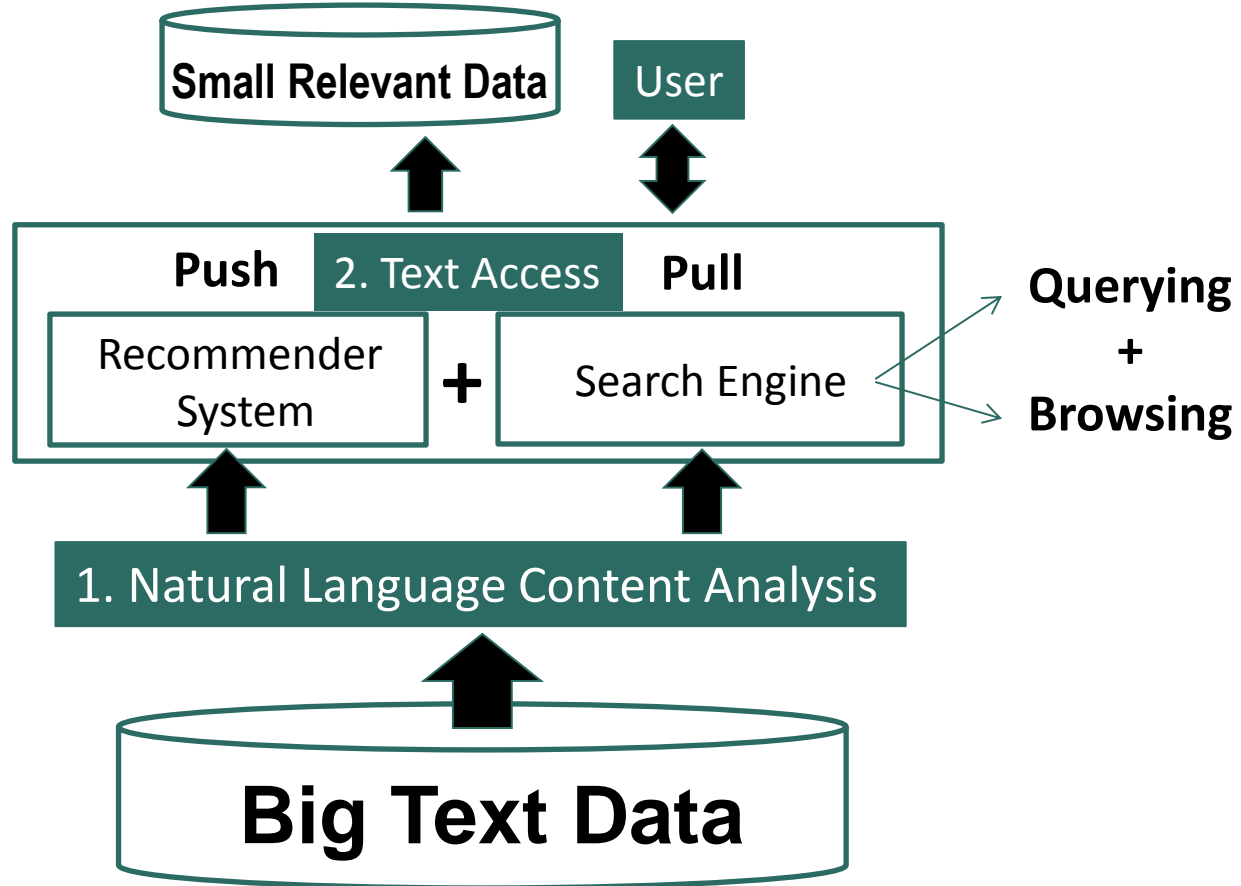 Small Relevant Data
User
Push
2. Text Access
Pull
Recommender
System
+
Search Engine
Querying
+
Browsing
1. Natural Language Content Analysis
Big Text Data